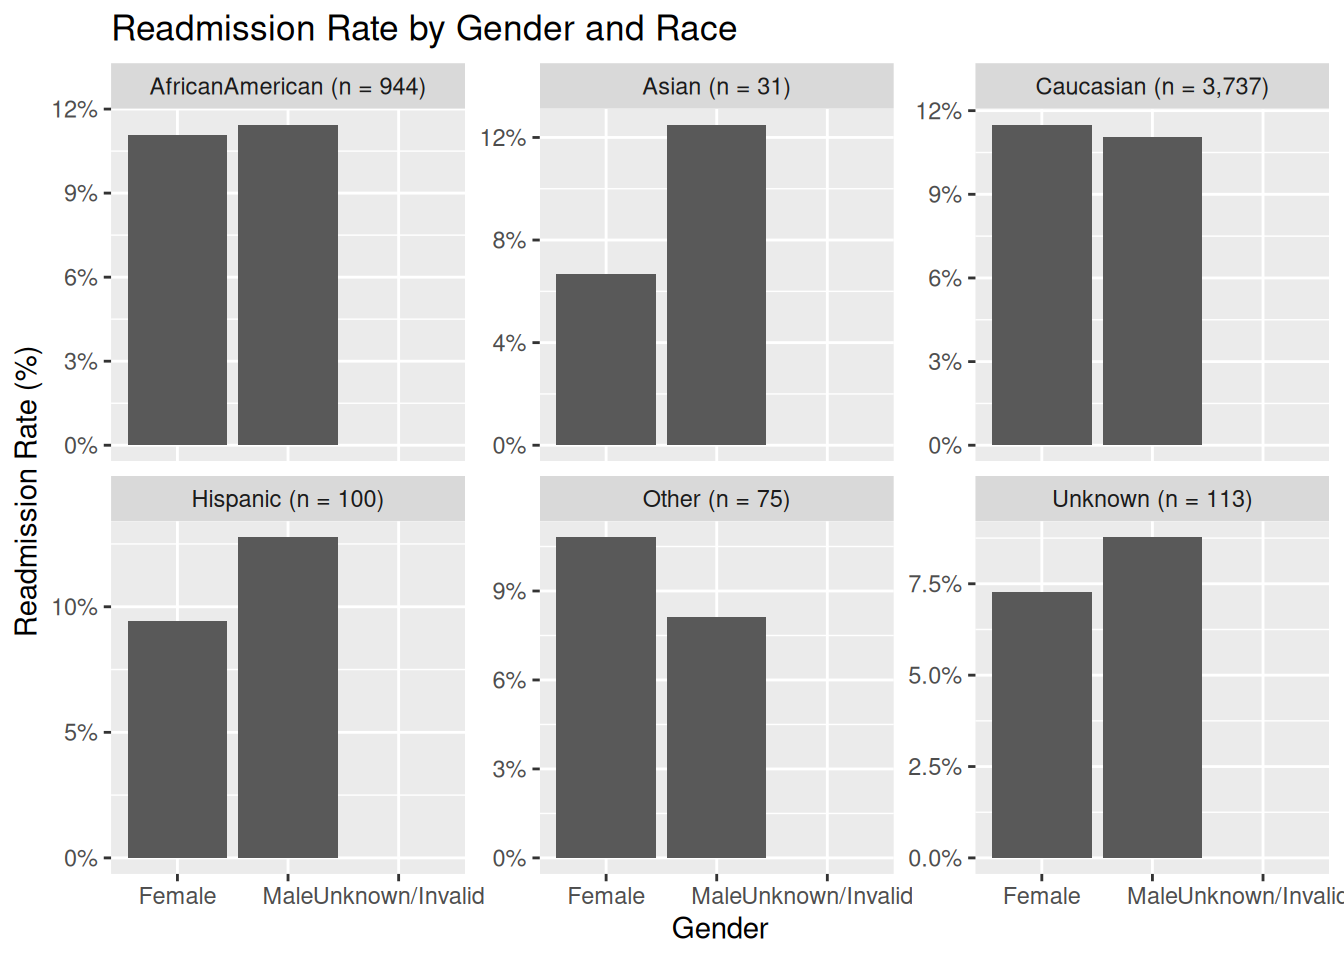 Readmission Rate by Gender and Race
AfricanAmerican (n = 944)
Asian (n = 31)
Caucasian (n = 3,737)
12%
9%
6%
3%
0%
12%
8%
4%
0%
12%
9%
6%
3%
0%
Readmission Rate (%)
Hispanic (n = 100)
Other (n = 75)
Unknown (n = 113)
10%
5%
0%
9%
6%
3%
0%
7.5%
5.0%
2.5%
0.0%
Female MaleUnknown/Invalid
Female MaleUnknown/Invalid
Female MaleUnknown/Invalid
Gender